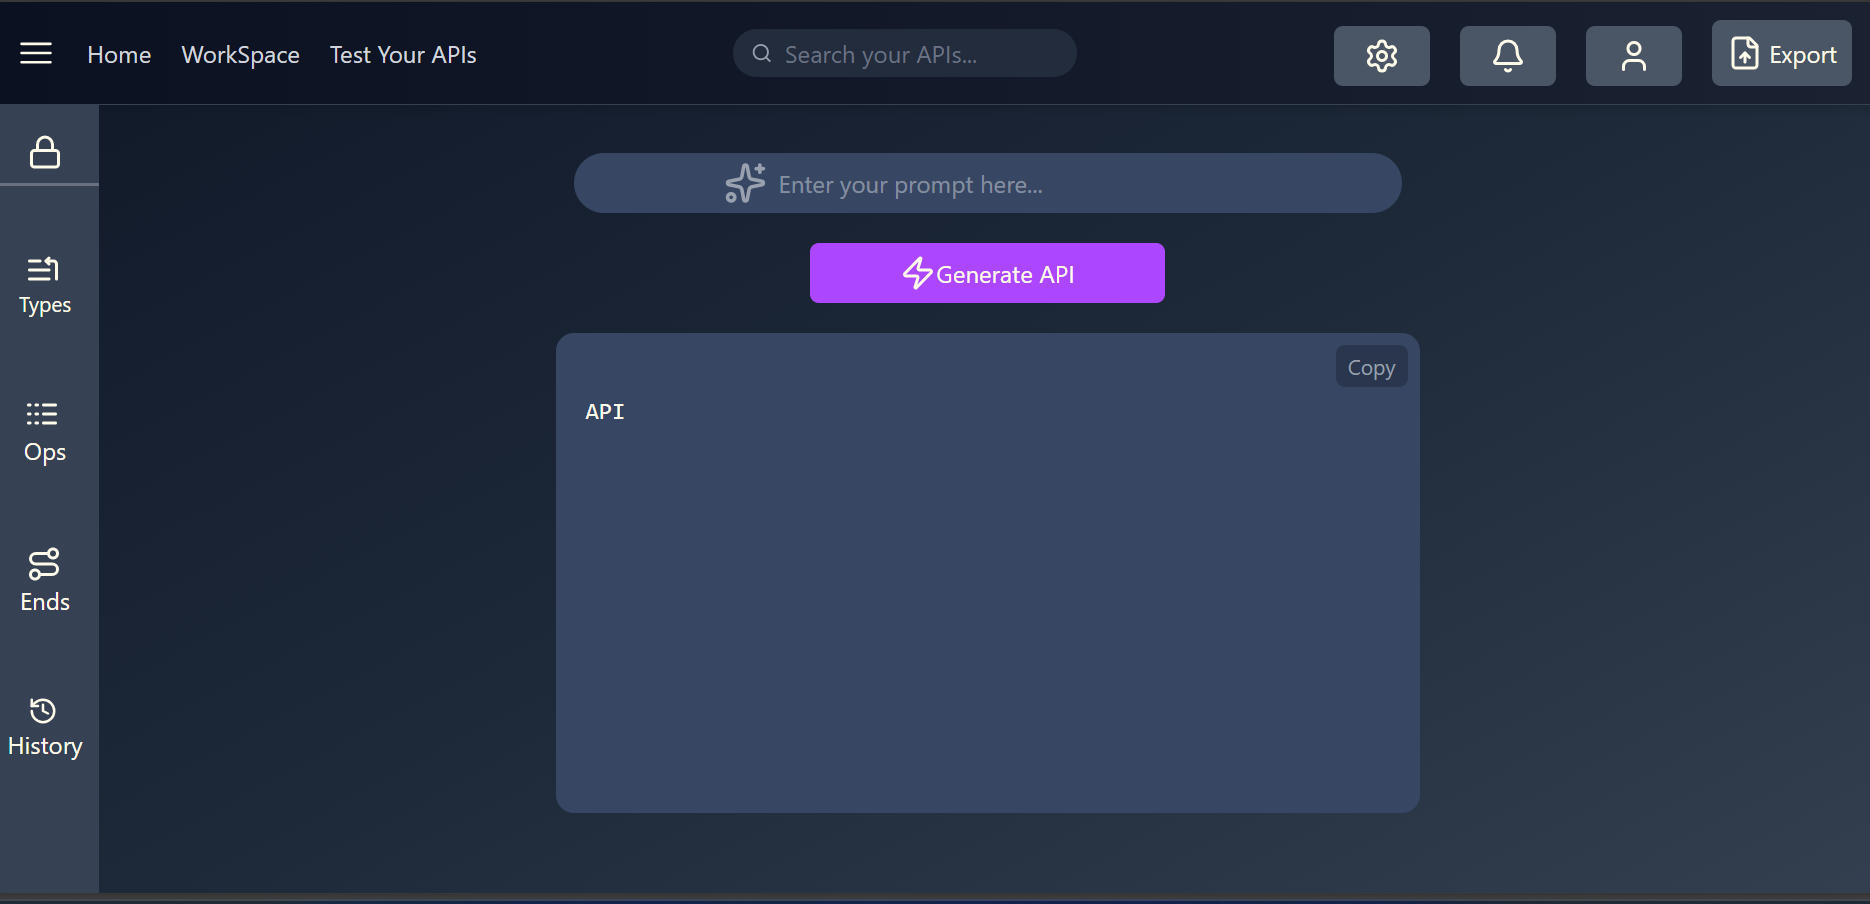 Home WorkSpace Test Your APIs Search your APIs... Export
Enter your prompt here...
Generate API
Copy
API
Types
Ops
Ends
History